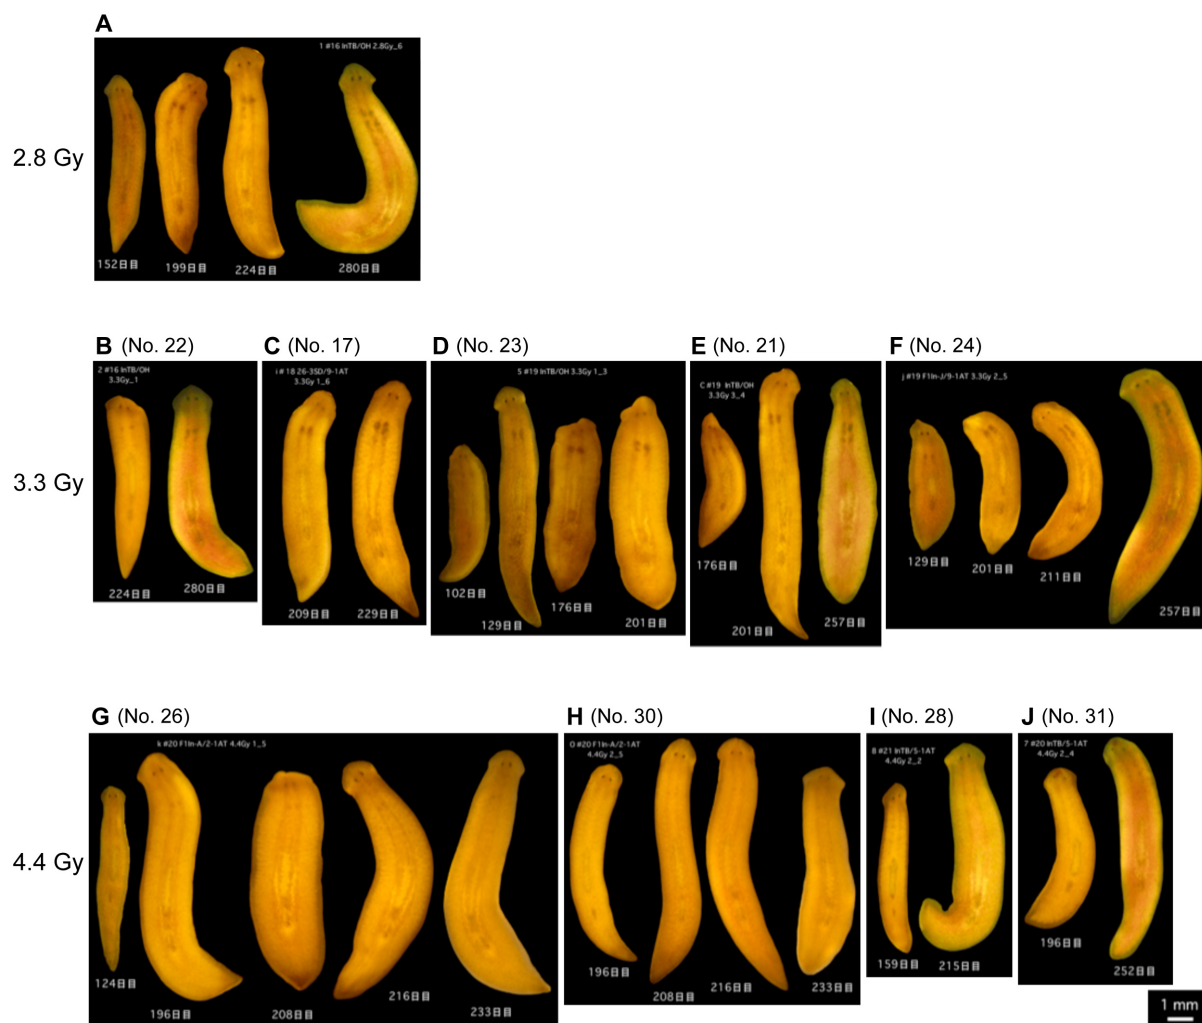 A
1 #16 InTB/OH 2.8Gy_6
2.8 Gy
152日目
199日目
224日目
280日目
B (No. 22)
2 #16 InTB/OH
3.3Gy_1
224日目
280日目
C (No. 17)
i# 18 26-3SD/9-1AT
3.3Gy 1_6
209日目
229日目
D (No. 23)
5 #19 InTB/OH 3.3Gy 1_3
102日目
129日目
176日目
201日目
E (No. 21)
C#19 InTB/OH
3.3Gy 3_4
176日目
201日目
257日目
F (No. 24)
j #19 F1In-J/9-1AT 3.3Gy 2_5
129日目
201日目
211日目
257日目
3.3 Gy
G (No. 26)
k #20 F1In-A/2-1AT 4.4Gy 1_5
124日目
196日目
208日目
216日目
233日目
H (No. 30)
O #20 F1In-A/2-1AT
4.4Gy 2_5
196日目
208日目
216日目
233日目
I (No. 28)
8 #21 InTB/5-1AT
4.4Gy 2_2
159日目
215日目
J (No. 31)
7 #20 InTB/5-1AT
4.4Gy 2_4
196日目
252日目
4.4 Gy
1 mm